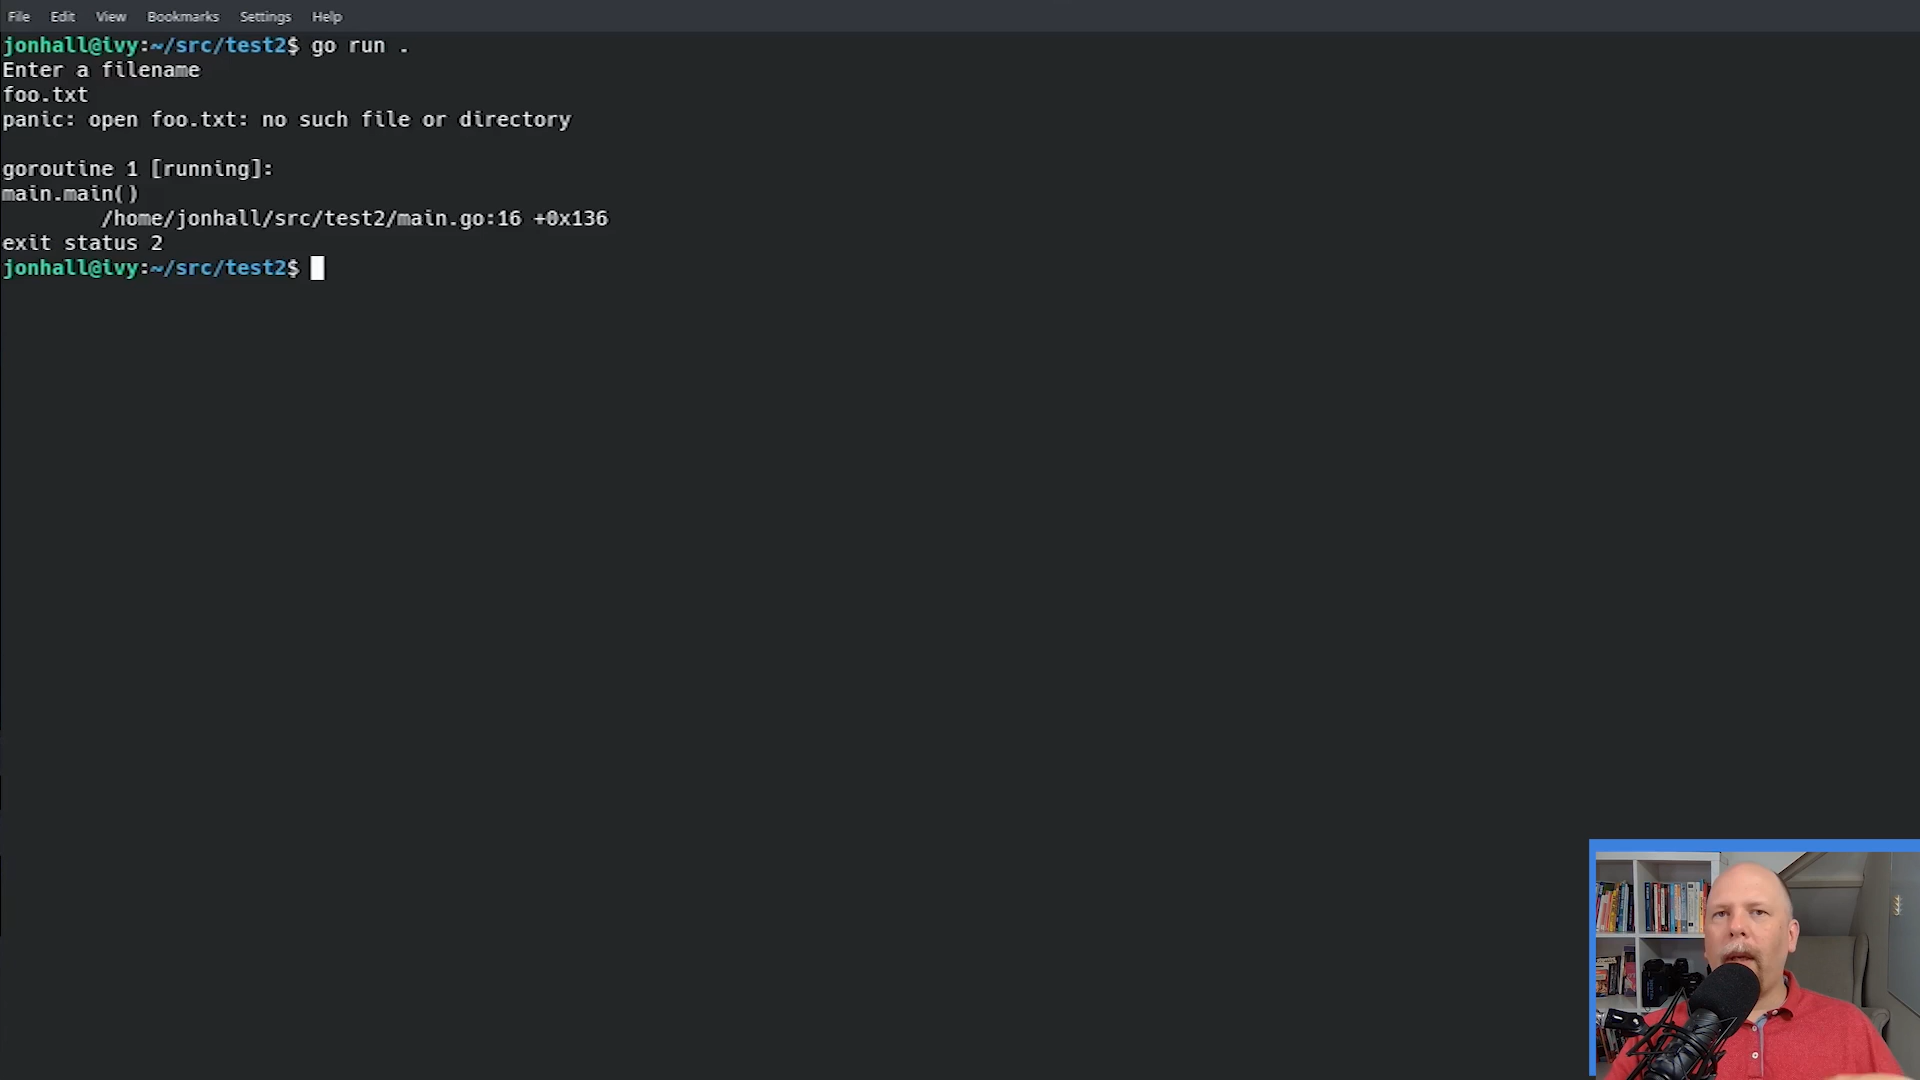 File Edit View Bookmarks Settings Help
jonhall@ivy:~/src/test2$ go run .
Enter a filename
foo.txt
panic: open foo.txt: no such file or directory

goroutine 1 [running]:
main.main()
        /home/jonhall/src/test2/main.go:16 +0x136
exit status 2
jonhall@ivy:~/src/test2$